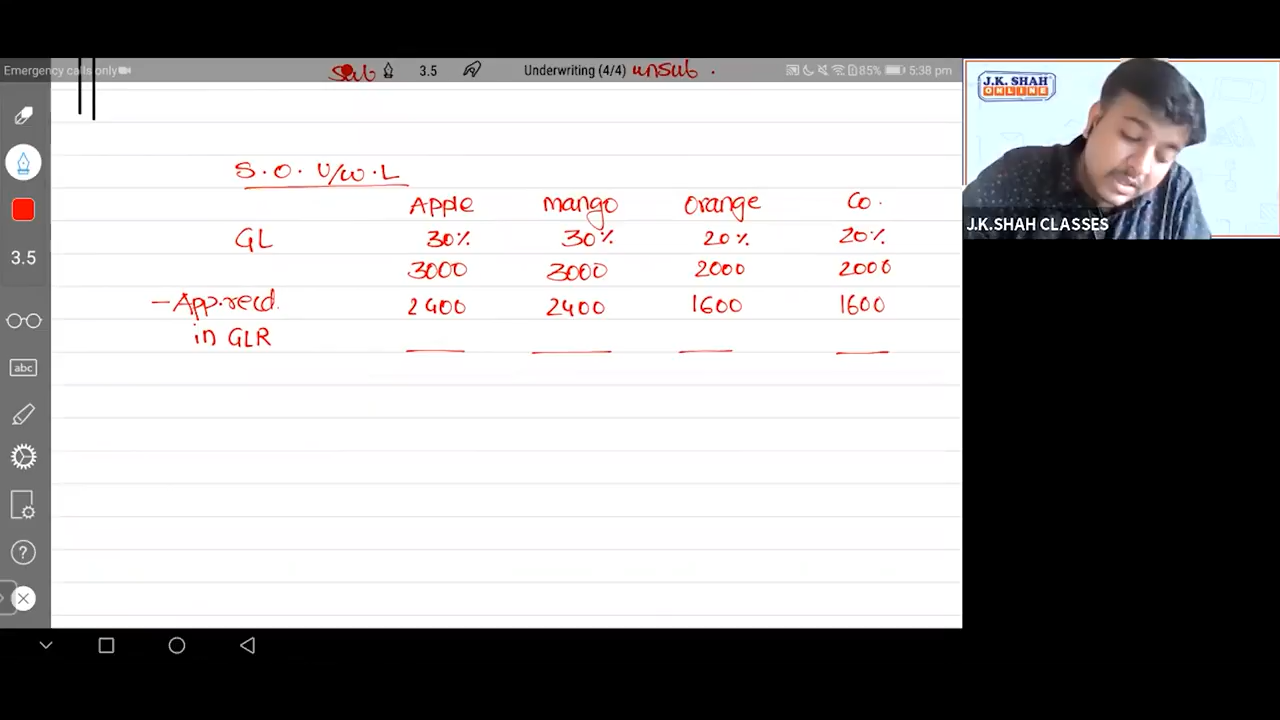 Emergency calls only
sub 3.5 Underwriting (4/4) unsub.
85% 5:38 pm
J.K. SHAH
ONLINE
J.K.SHAH CLASSES
S.O. U/W.L
Apple mango orange Co.
GL 30% 30% 20% 20%
3.5
3000 3000 2000 2000
- App.recd. 2400 2400 1600 1600
in GLR
abc